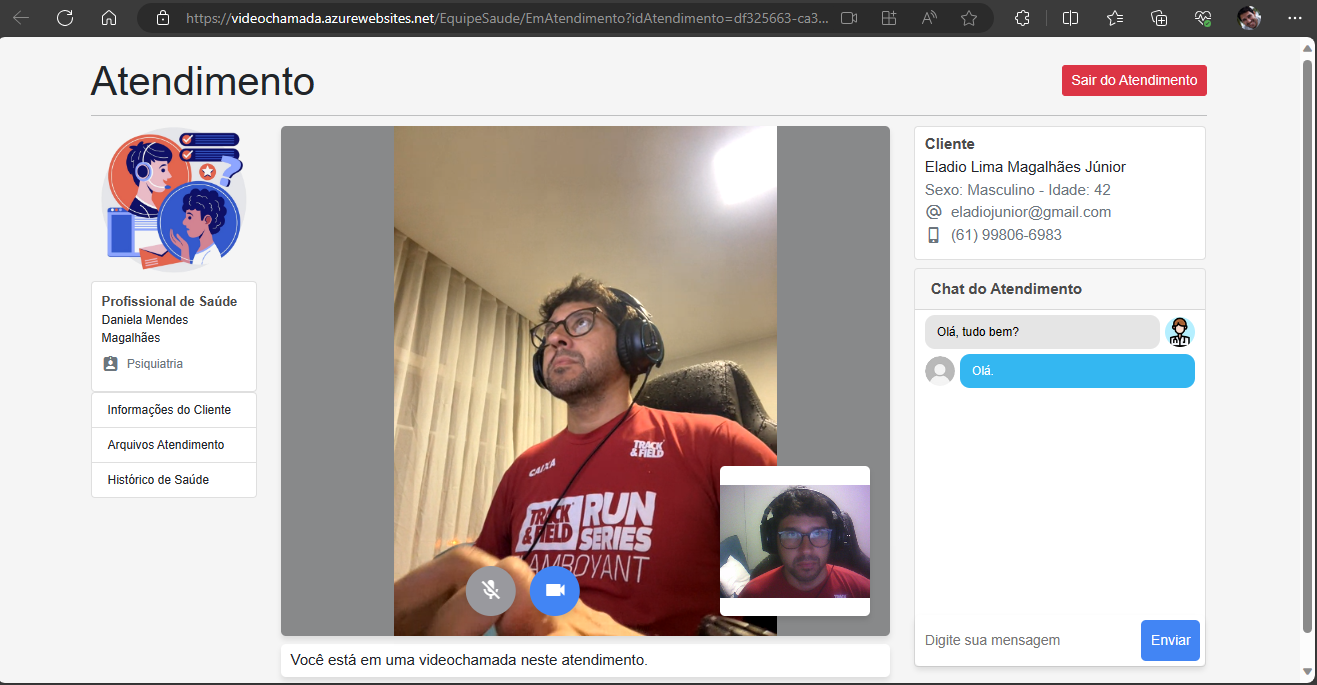 https://videochamada.azurewebsites.net/EquipeSaude/EmAtendimento?idAtendimento=df325663-ca3...
Atendimento
Sair do Atendimento
Profissional de Saúde
Daniela Mendes
Magalhães
Psiquiatria
Informações do Cliente
Arquivos Atendimento
Histórico de Saúde
CAIXA
TRACK
&FIELD
TRACK
& FIELD
RUN
SERIES
Você está em uma videochamada neste atendimento.
Cliente
Eladio Lima Magalhães Júnior
Sexo: Masculino - Idade: 42
eladiojunior@gmail.com
(61) 99806-6983
Chat do Atendimento
Olá, tudo bem?
Olá.
Digite sua mensagem
Enviar